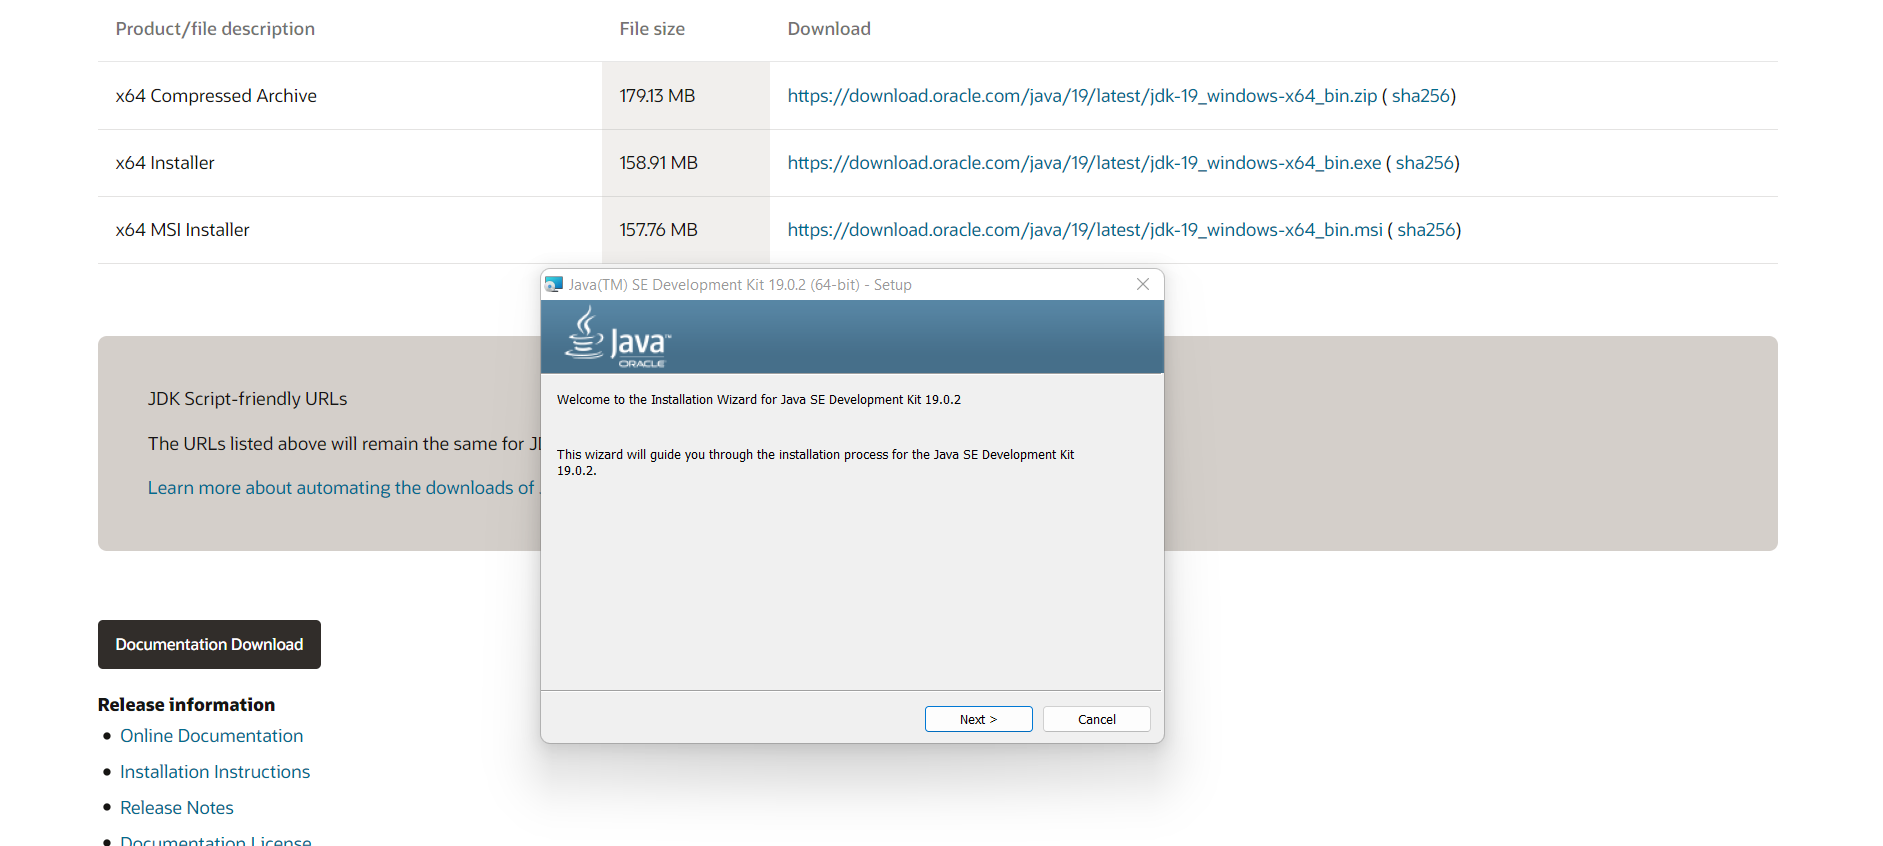 Product/file description File size Download
x64 Compressed Archive 179.13 MB https://download.oracle.com/java/19/latest/jdk-19_windows-x64_bin.zip ( sha256)
x64 Installer 158.91 MB https://download.oracle.com/java/19/latest/jdk-19_windows-x64_bin.exe ( sha256)
x64 MSI Installer 157.76 MB https://download.oracle.com/java/19/latest/jdk-19_windows-x64_bin.msi ( sha256)
Java(TM) SE Development Kit 19.0.2 (64-bit) - Setup
Java™
ORACLE
Welcome to the Installation Wizard for Java SE Development Kit 19.0.2
This wizard will guide you through the installation process for the Java SE Development Kit
19.0.2.
Next >
Cancel
JDK Script-friendly URLs
The URLs listed above will remain the same for
Learn more about automating the downloads of
Documentation Download
Release information
• Online Documentation
• Installation Instructions
• Release Notes
• Documentation License